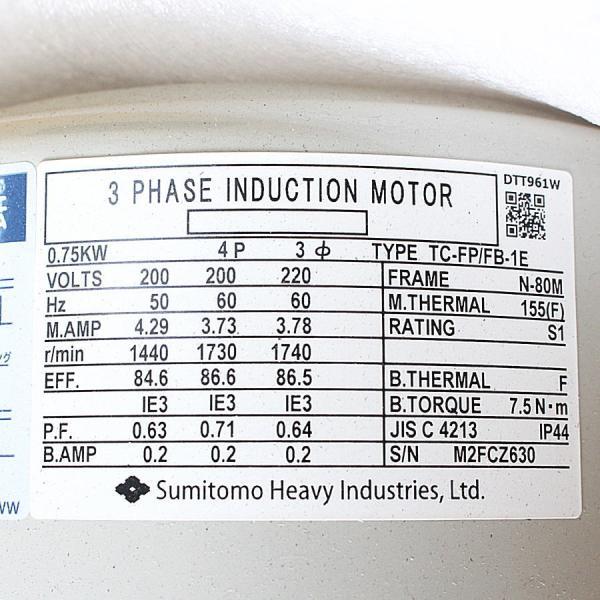 3 PHASE INDUCTION MOTOR
DTT961W
0.75KW 4P 3 ϕ TYPE TC-FP/FB-1E
VOLTS 200 200 220 FRAME N-80M
Hz 50 60 60 M.THERMAL 155(F)
M.AMP 4.29 3.73 3.78 RATING S1
r/min 1440 1730 1740
EFF. 84.6 86.6 86.5 B.THERMAL F
IE3 IE3 IE3 B.TORQUE 7.5 N・m
P.F. 0.63 0.71 0.64 JIS C 4213 IP44
B.AMP 0.2 0.2 0.2 S/N M2FCZ630
Sumitomo Heavy Industries, Ltd.